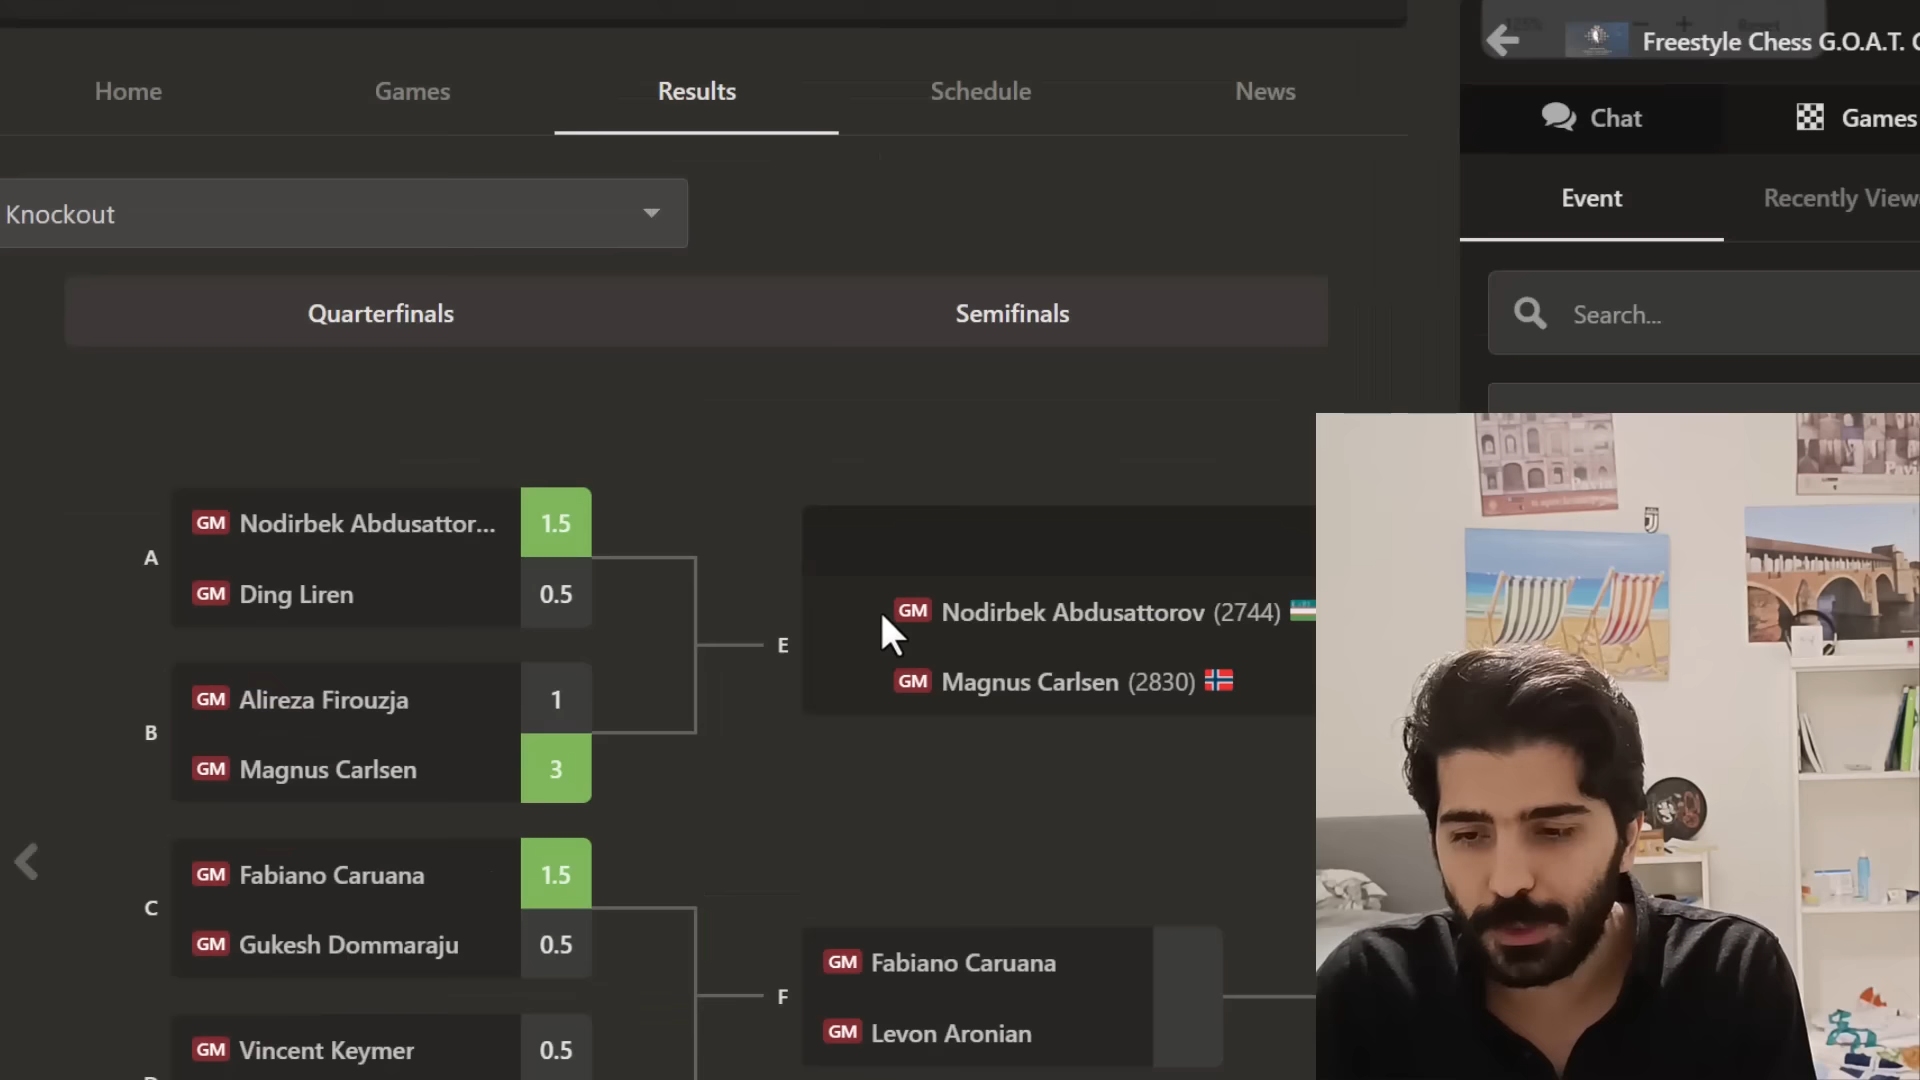 Freestyle Chess G.O.A.T. C
Home
Games
Results
Schedule
News
Chat
Games
Knockout
Event
Recently View
Quarterfinals
Semifinals
Search...
A
GM Nodirbek Abdusattor... 1.5
GM Ding Liren 0.5
B
GM Alireza Firouzja 1
GM Magnus Carlsen 3
E
GM Nodirbek Abdusattorov (2744)
GM Magnus Carlsen (2830)
C
GM Fabiano Caruana 1.5
GM Gukesh Dommaraju 0.5
GM Vincent Keymer 0.5
F
GM Fabiano Caruana
GM Levon Aronian